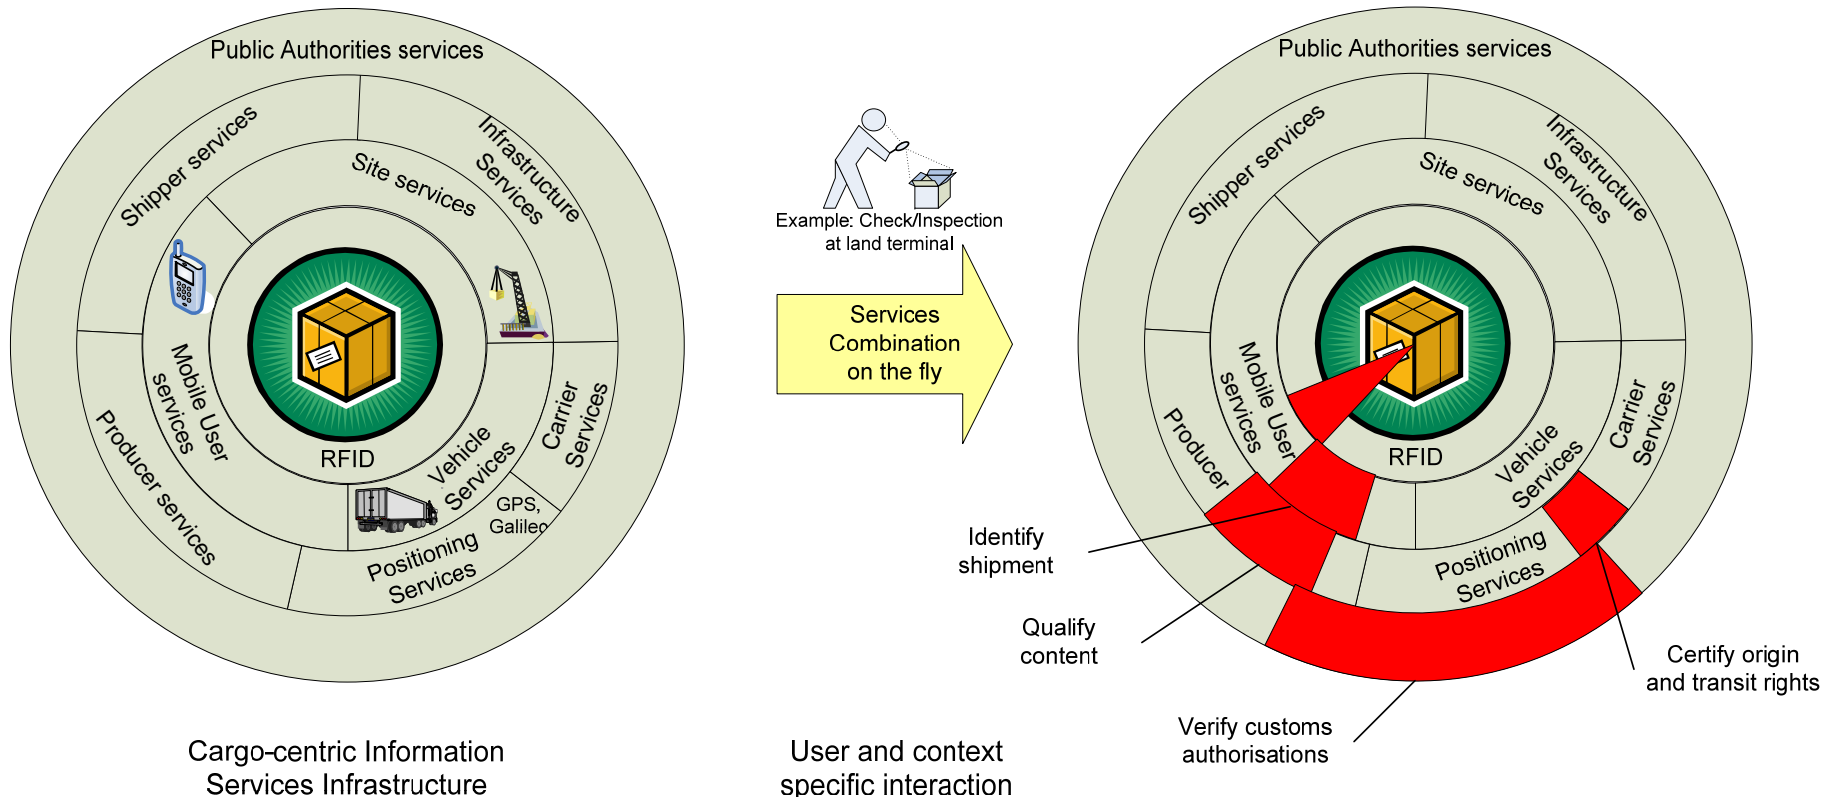 Public Authorities services
Shipper services
Infrastructure
Services
Site services
Mobile User
services
RFID
Vehicle
Services
Carrier
Services
GPS,
Galileo
Producer services
Positioning
Services
Cargo-centric Information
Services Infrastructure
Example: Check/Inspection
at land terminal
Services
Combination
on the fly
User and context
specific interaction
Public Authorities services
Shipper services
Infrastructure
Services
Site services
Mobile User
services
RFID
Vehicle
Services
Carrier
Services
Producer
Positioning
Services
Identify
shipment
Qualify
content
Verify customs
authorisations
Certify origin
and transit rights